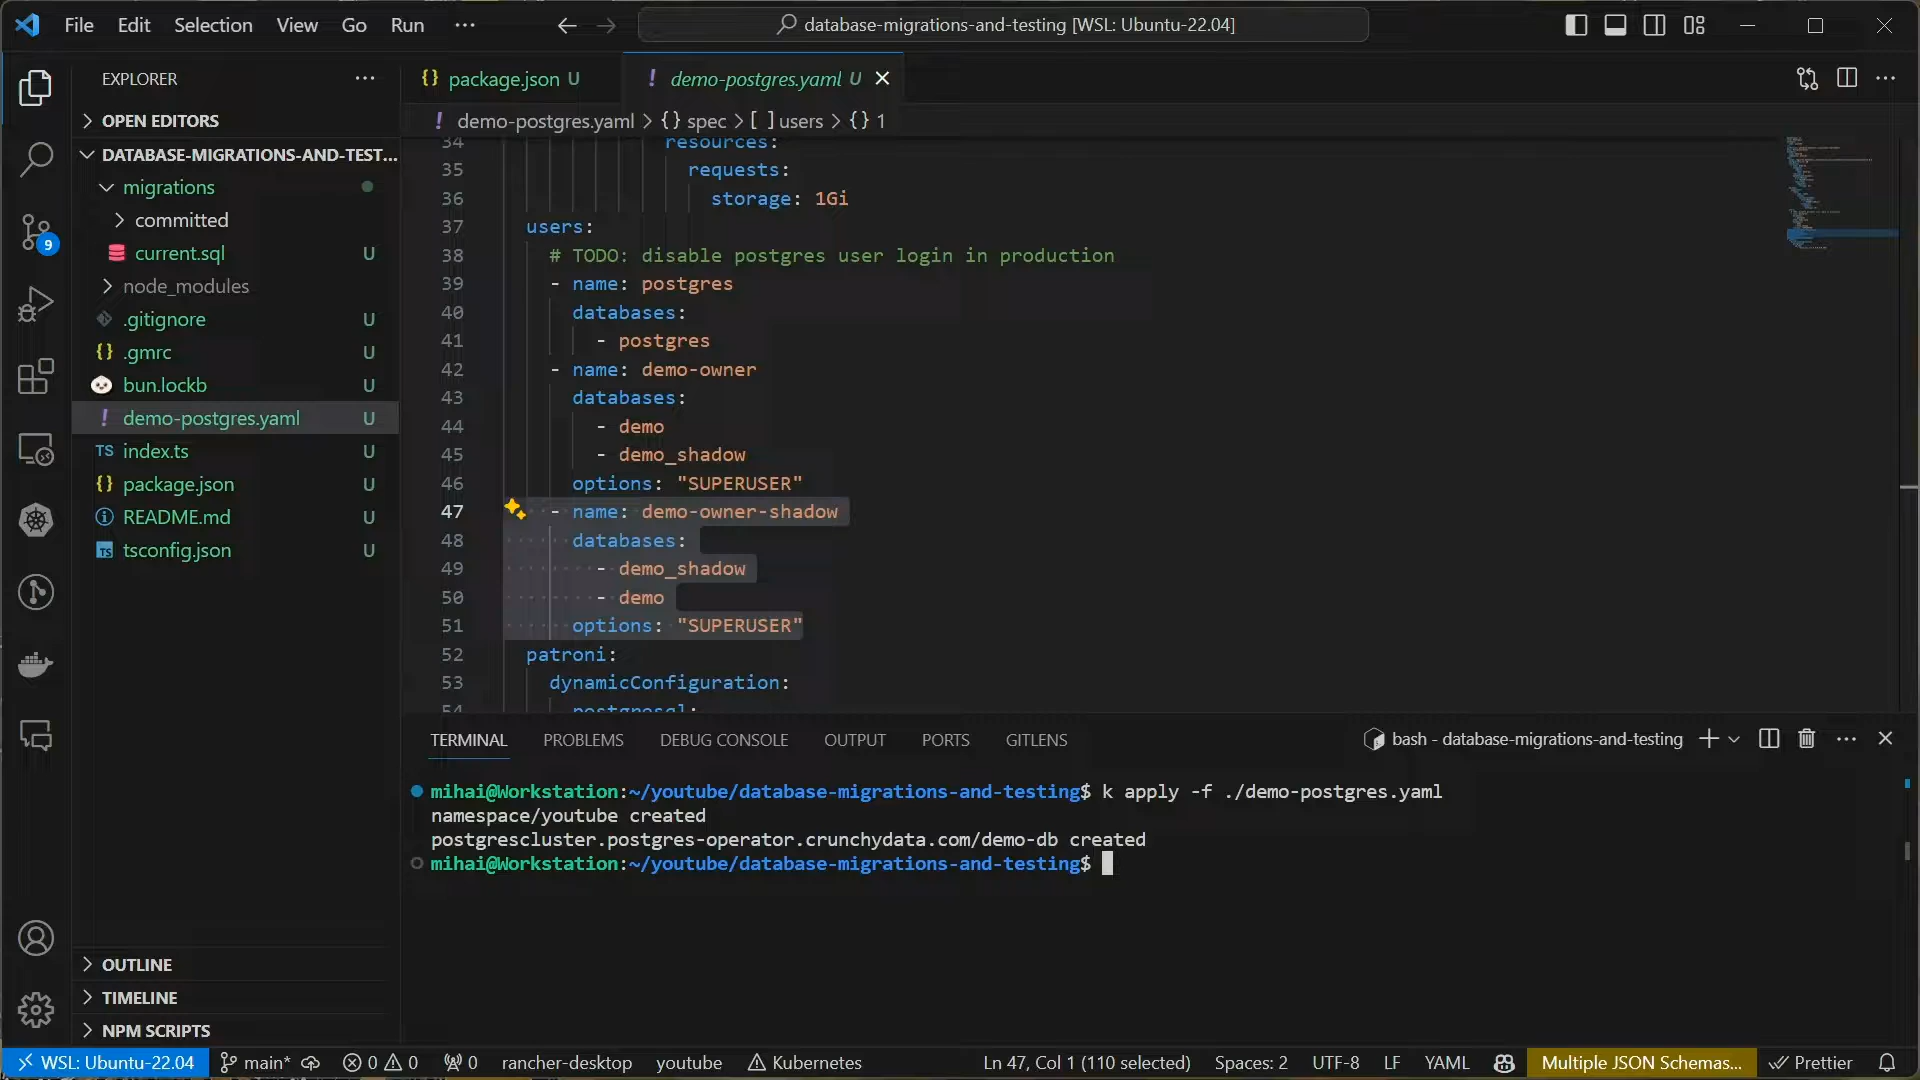 File Edit Selection View Go Run ···
database-migrations-and-testing [WSL: Ubuntu-22.04]
EXPLORER
OPEN EDITORS
DATABASE-MIGRATIONS-AND-TEST...
migrations
committed
current.sql U
node_modules
.gitignore U
{} .gmrc U
bun.lockb U
! demo-postgres.yaml U
TS index.ts U
{} package.json U
README.md U
TS tsconfig.json U
OUTLINE
TIMELINE
NPM SCRIPTS
9
{} package.json U
! demo-postgres.yaml U
! demo-postgres.yaml > {} spec > [ ] users > {} 1
34 resources:
35 requests:
36 storage: 1Gi
37 users:
38 # TODO: disable postgres user login in production
39 - name: postgres
40 databases:
41 - postgres
42 - name: demo-owner
43 databases:
44 - demo
45 - demo_shadow
46 options: "SUPERUSER"
47 - name: demo-owner-shadow
48 databases:
49 - demo_shadow
50 - demo
51 options: "SUPERUSER"
52 patroni:
53 dynamicConfiguration:
54 postgresql:
TERMINAL PROBLEMS DEBUG CONSOLE OUTPUT PORTS GITLENS
bash - database-migrations-and-testing
mihai@Workstation:~/youtube/database-migrations-and-testing$ k apply -f ./demo-postgres.yaml
namespace/youtube created
postgrescluster.postgres-operator.crunchydata.com/demo-db created
mihai@Workstation:~/youtube/database-migrations-and-testing$
WSL: Ubuntu-22.04 main* 0 0 0 rancher-desktop youtube Kubernetes Ln 47, Col 1 (110 selected) Spaces: 2 UTF-8 LF YAML Multiple JSON Schemas... Prettier